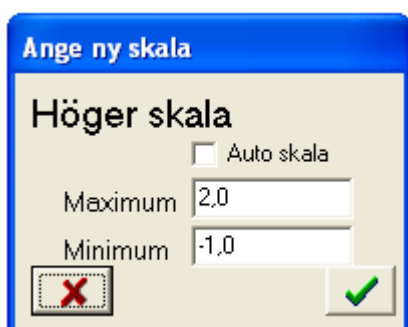 Ange ny skala
Höger skala
Auto skala
Maximum 2,0
Minimum -1,0